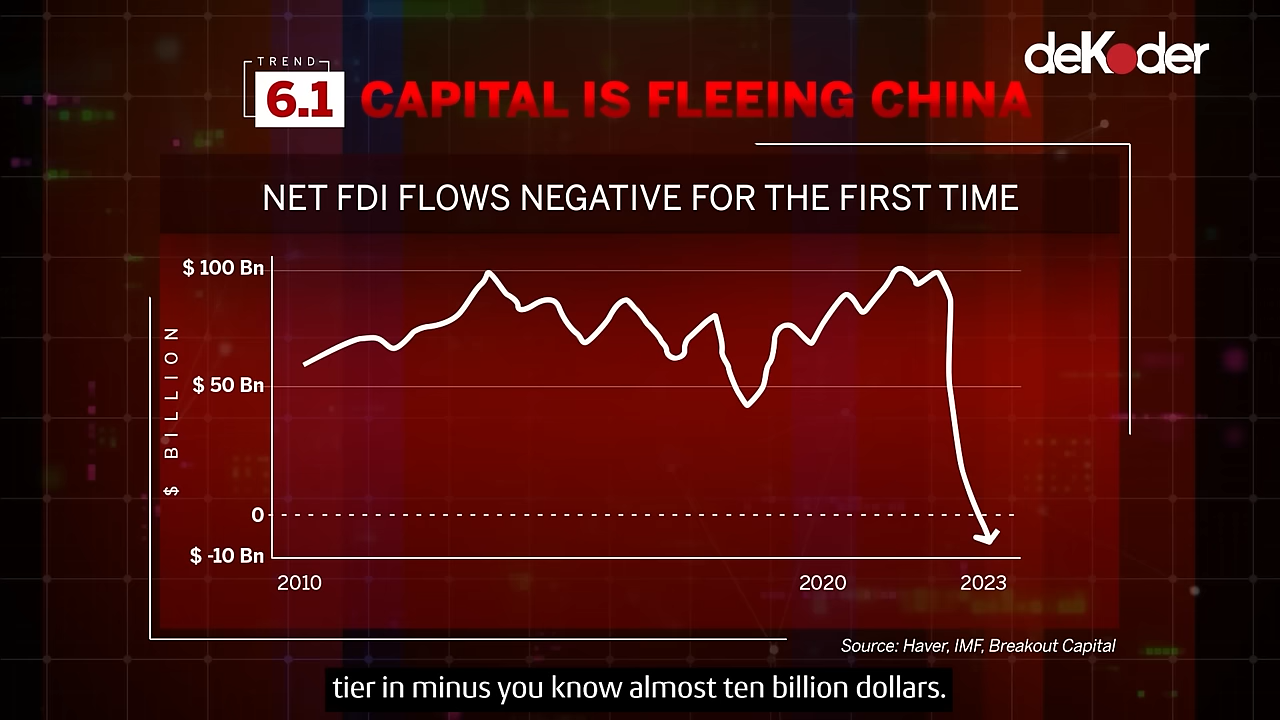 deKoder
TREND
6.1 CAPITAL IS FLEEING CHINA
NET FDI FLOWS NEGATIVE FOR THE FIRST TIME
$ BILLION
$ 100 Bn
$ 50 Bn
0
$ -10 Bn
2010 2020 2023
Source: Haver, IMF, Breakout Capital
tier in minus you know almost ten billion dollars.